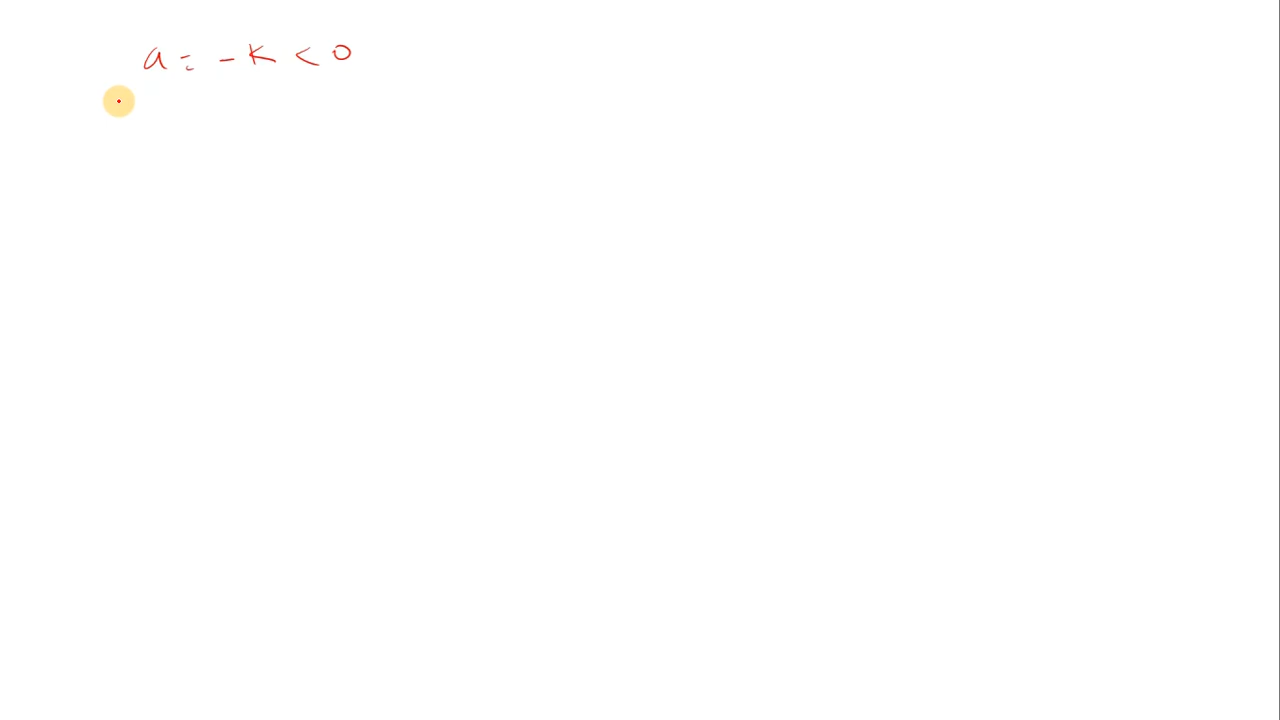 a = -k < 0